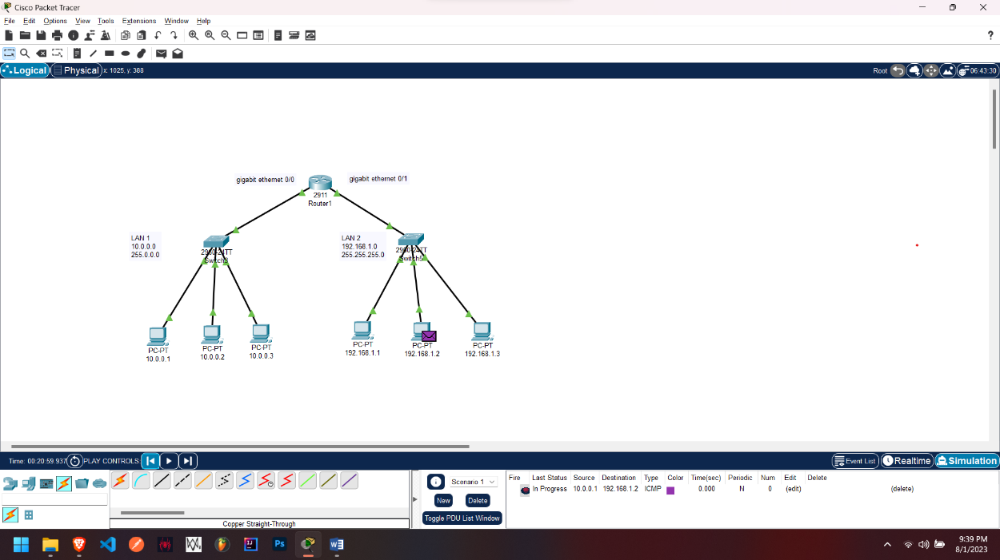 Cisco Packet Tracer
File Edit Options View Tools Extensions Window Help
?
Logical Physical x: 1025, y: 388 Root 06:43:30
gigabit ethernet 0/0 gigabit ethernet 0/1
2911
Router1
LAN 1
10.0.0.0
255.0.0.0
2960-24TT
Switch3
LAN 2
192.168.1.0
255.255.255.0
2960-24TT
Switch5
PC-PT
10.0.0.1
PC-PT
10.0.0.2
PC-PT
10.0.0.3
PC-PT
192.168.1.1
PC-PT
192.168.1.2
PC-PT
192.168.1.3
Time: 00:20:59.937 PLAY CONTROLS: Event List Realtime Simulation
Scenario 1
New Delete
Toggle PDU List Window
Fire Last Status Source Destination Type Color Time(sec) Periodic Num Edit Delete
In Progress 10.0.0.1 192.168.1.2 ICMP 0.000 N 0 (edit) (delete)
Copper Straight-Through
IJ
Ps
W
9:39 PM
8/1/2023